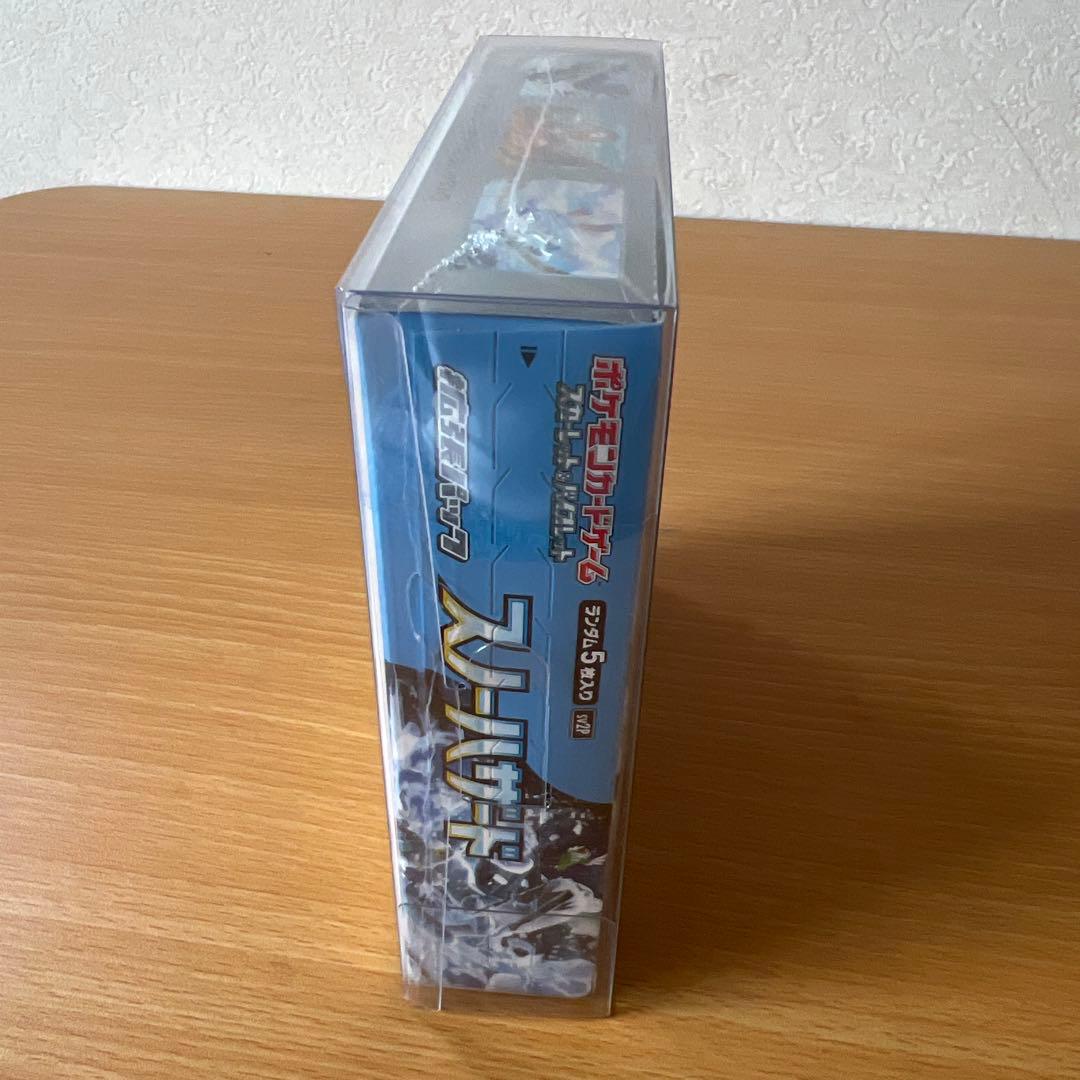 ポケモンカードゲーム
スカーレット&バイオレット
ランダム5枚入り
SV2P
拡張パック
スノーハザード